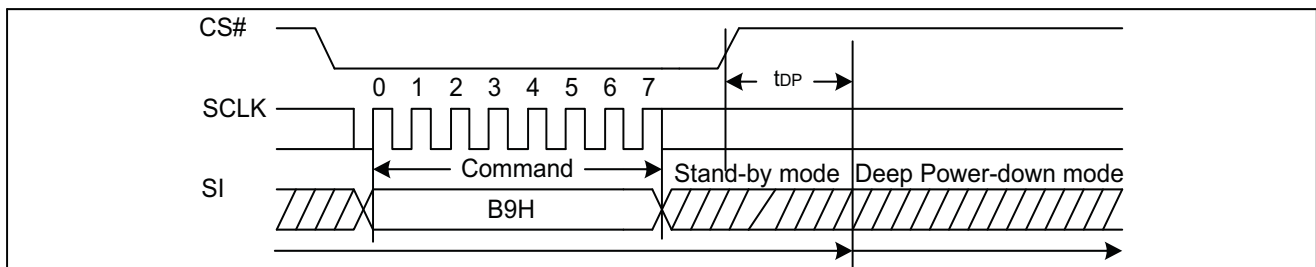 CS#
tDP
0 1 2 3 4 5 6 7
SCLK
Command
Stand-by mode Deep Power-down mode
SI
B9H